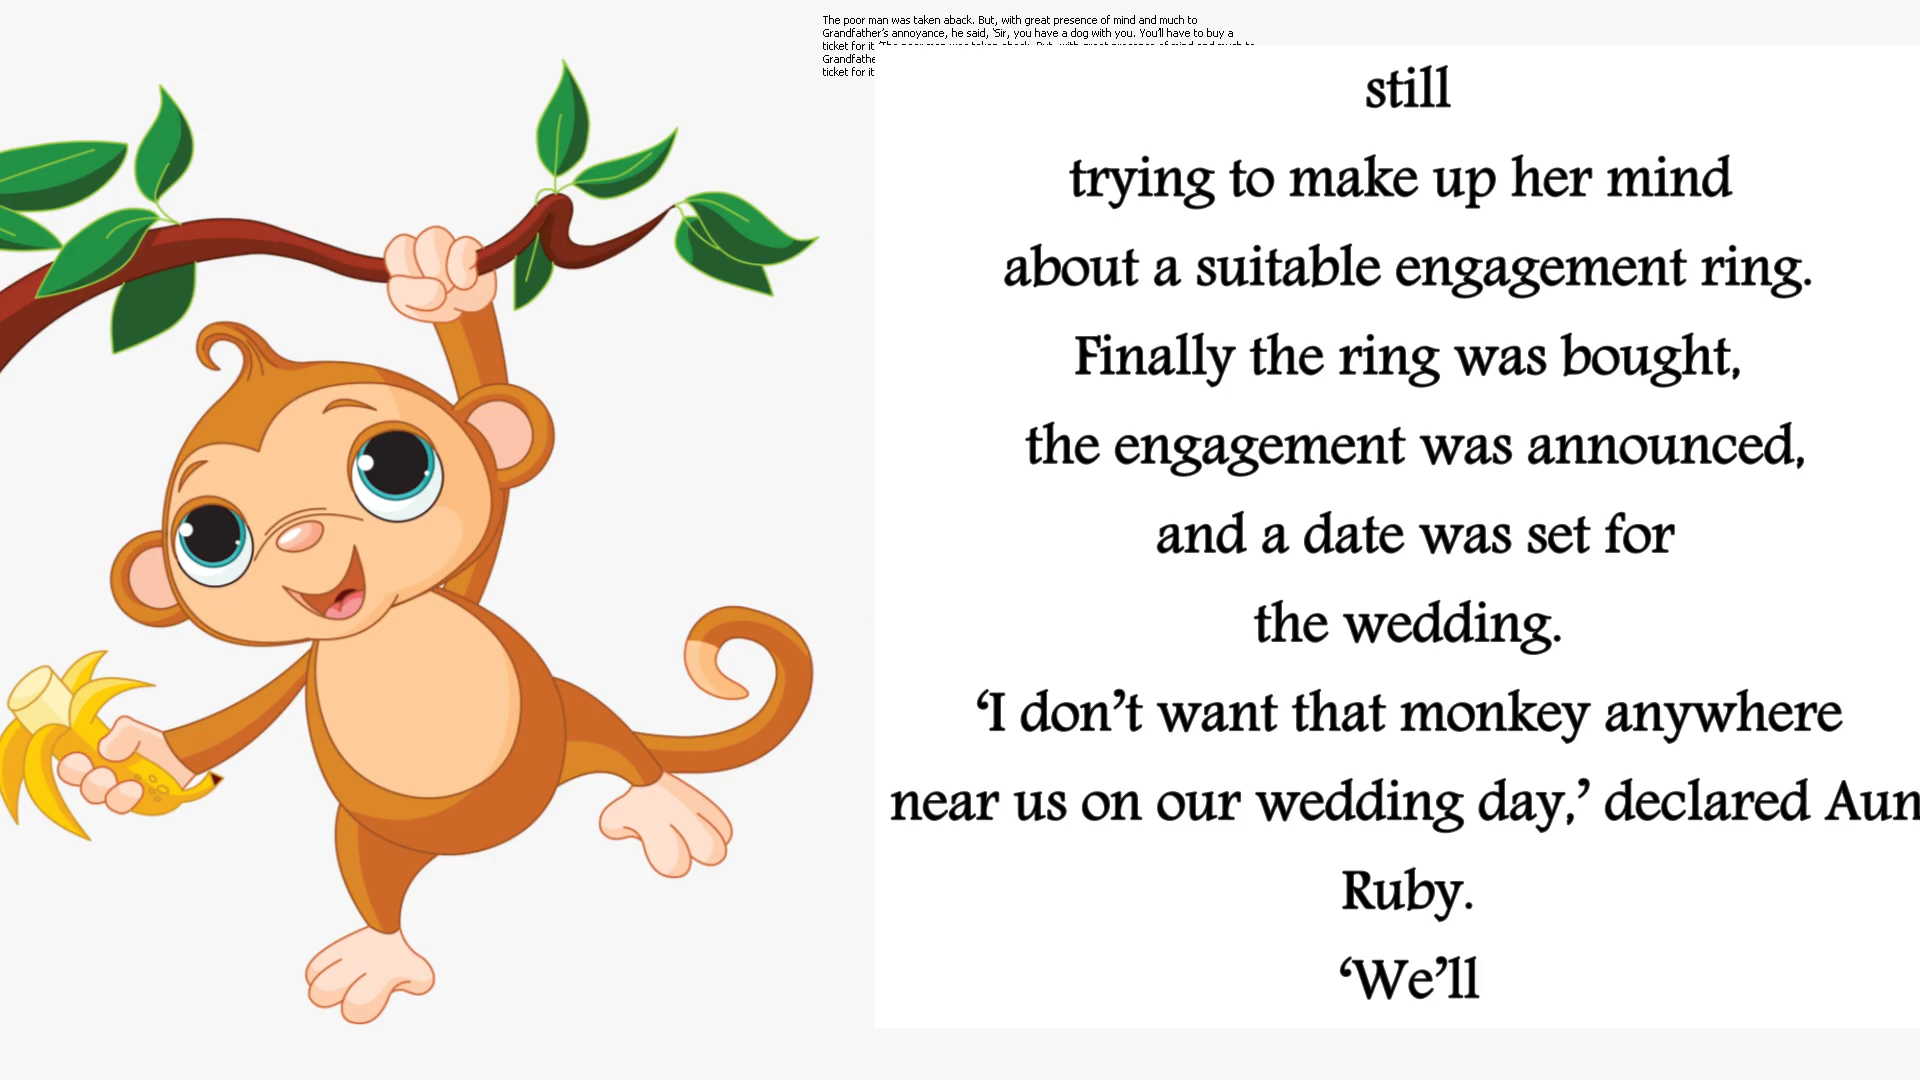 The poor man was taken aback. But, with great presence of mind and much to
Grandfather's annoyance, he said, 'Sir, you have a dog with you. You'll have to buy a
ticket for it
Grandfathe
ticket for it
still
trying to make up her mind
about a suitable engagement ring.
Finally the ring was bought,
the engagement was announced,
and a date was set for
the wedding.
‘I don’t want that monkey anywhere
near us on our wedding day,’ declared Aun
Ruby.
‘We’ll